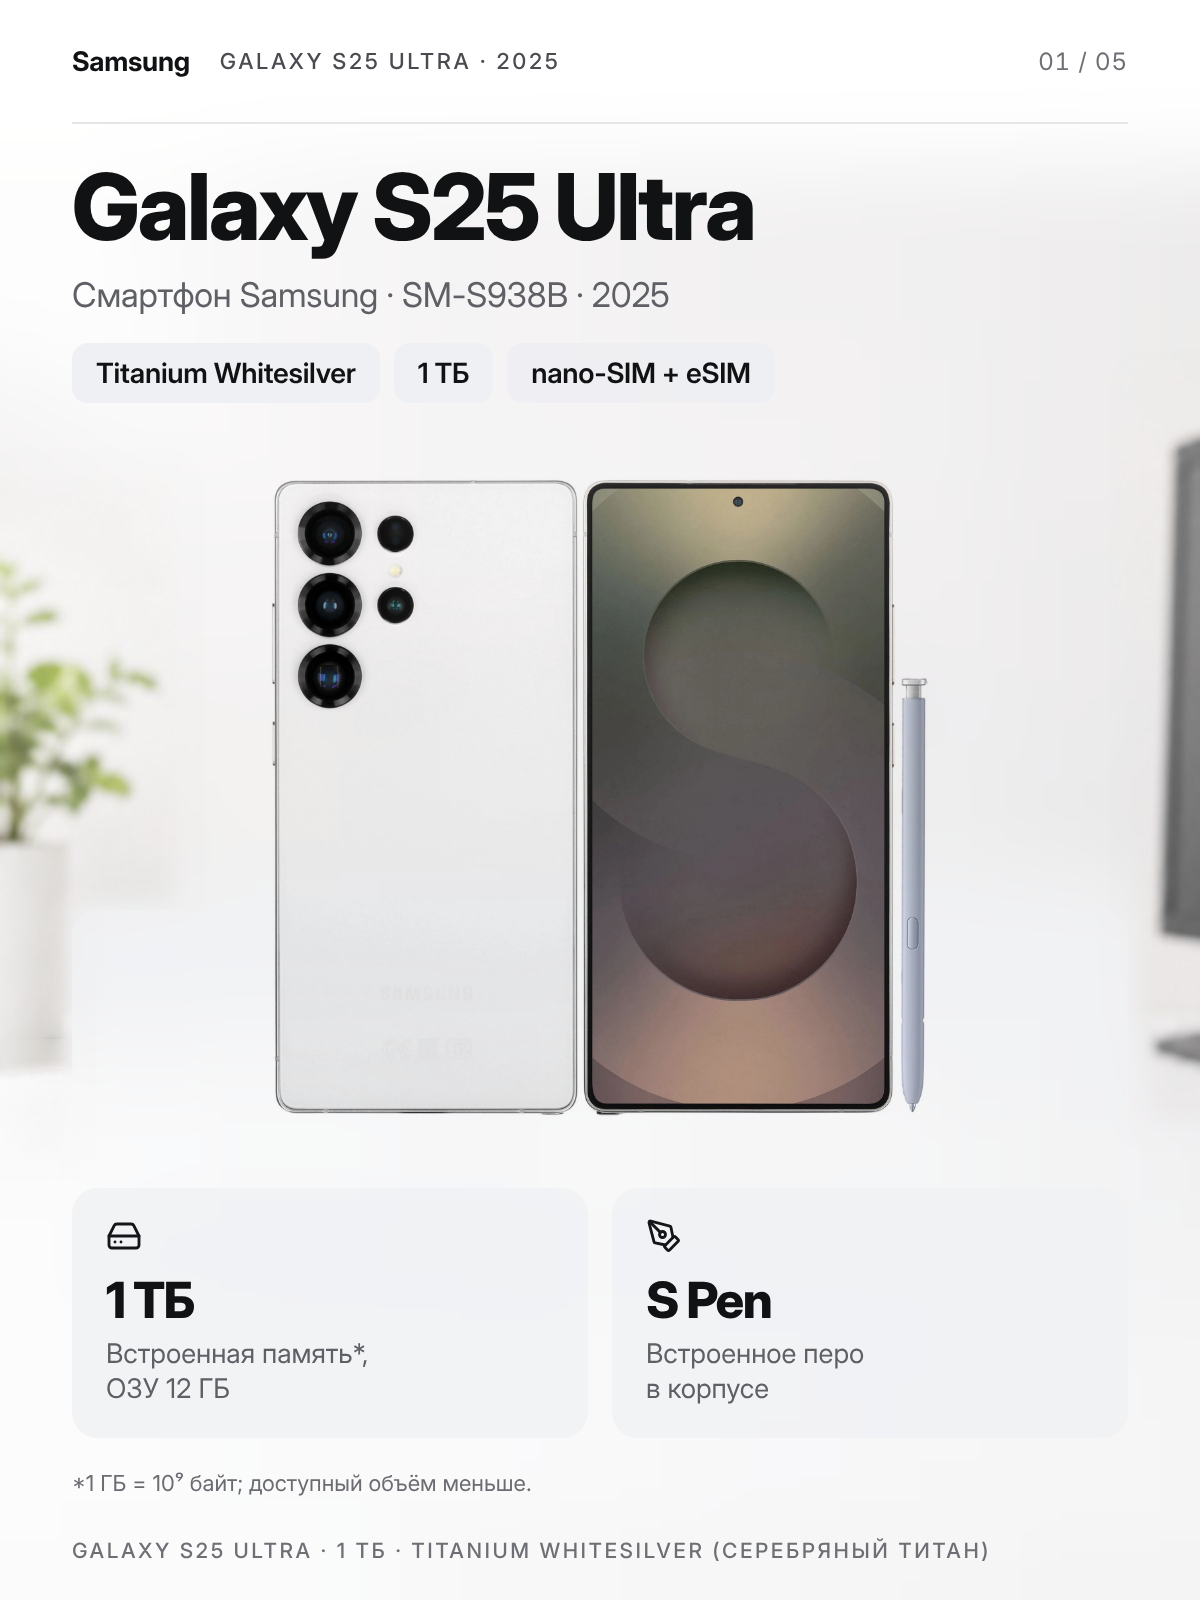 Samsung GALAXY S25 ULTRA · 2025 01 / 05
Galaxy S25 Ultra
Смартфон Samsung · SM-S938B · 2025
Titanium Whitesilver 1 ТБ nano-SIM + eSIM
SAMSUNG
1 ТБ
Встроенная память*,
ОЗУ 12 ГБ
S Pen
Встроенное перо
в корпусе
*1 ГБ = 10⁹ байт; доступный объём меньше.
GALAXY S25 ULTRA · 1 ТБ · TITANIUM WHITESILVER (СЕРЕБРЯНЫЙ ТИТАН)